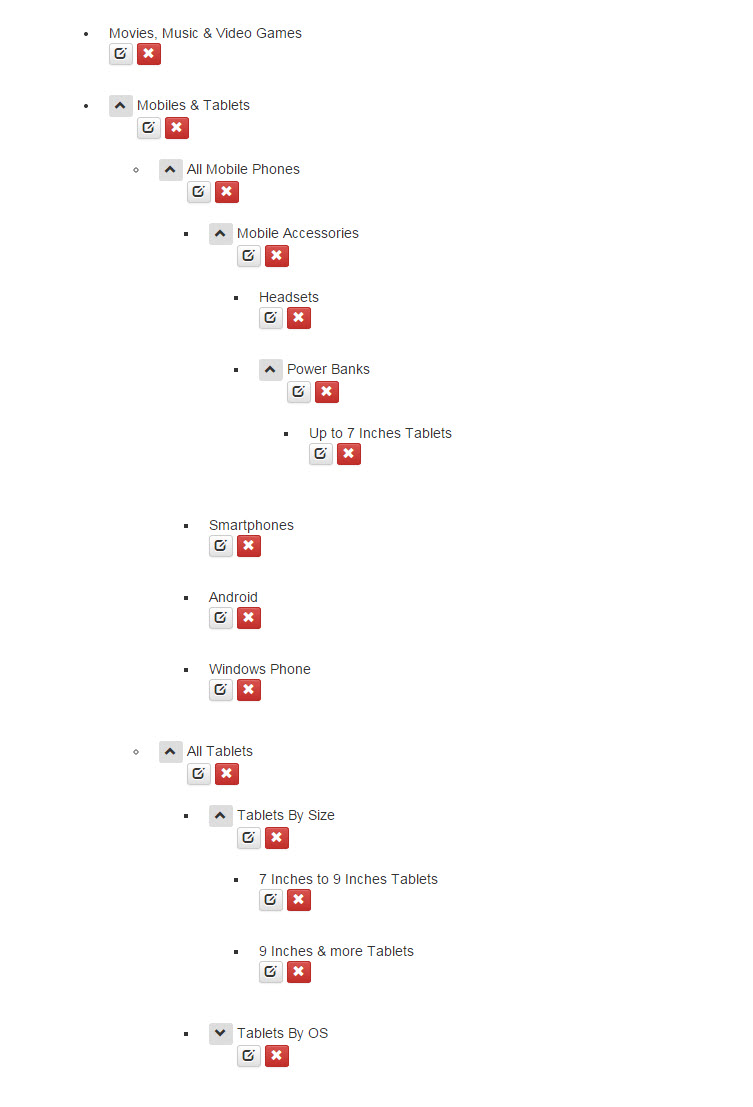 Movies, Music & Video Games
Mobiles & Tablets
All Mobile Phones
Mobile Accessories
Headsets
Power Banks
Up to 7 Inches Tablets
Smartphones
Android
Windows Phone
All Tablets
Tablets By Size
7 Inches to 9 Inches Tablets
9 Inches & more Tablets
Tablets By OS